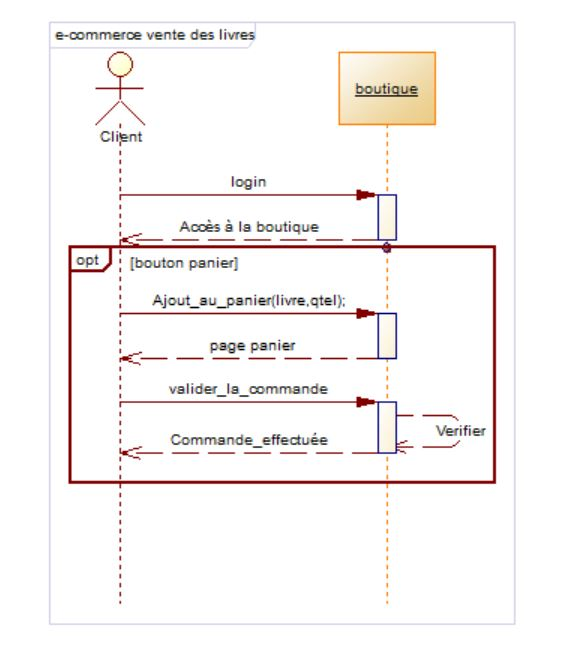 e-commerce vente des livres
boutique
Client
login
Accès à la boutique
opt
[bouton panier]
Ajout_au_panier(livre,qtel);
page panier
valider_la_commande
Verifier
Commande_effectuée